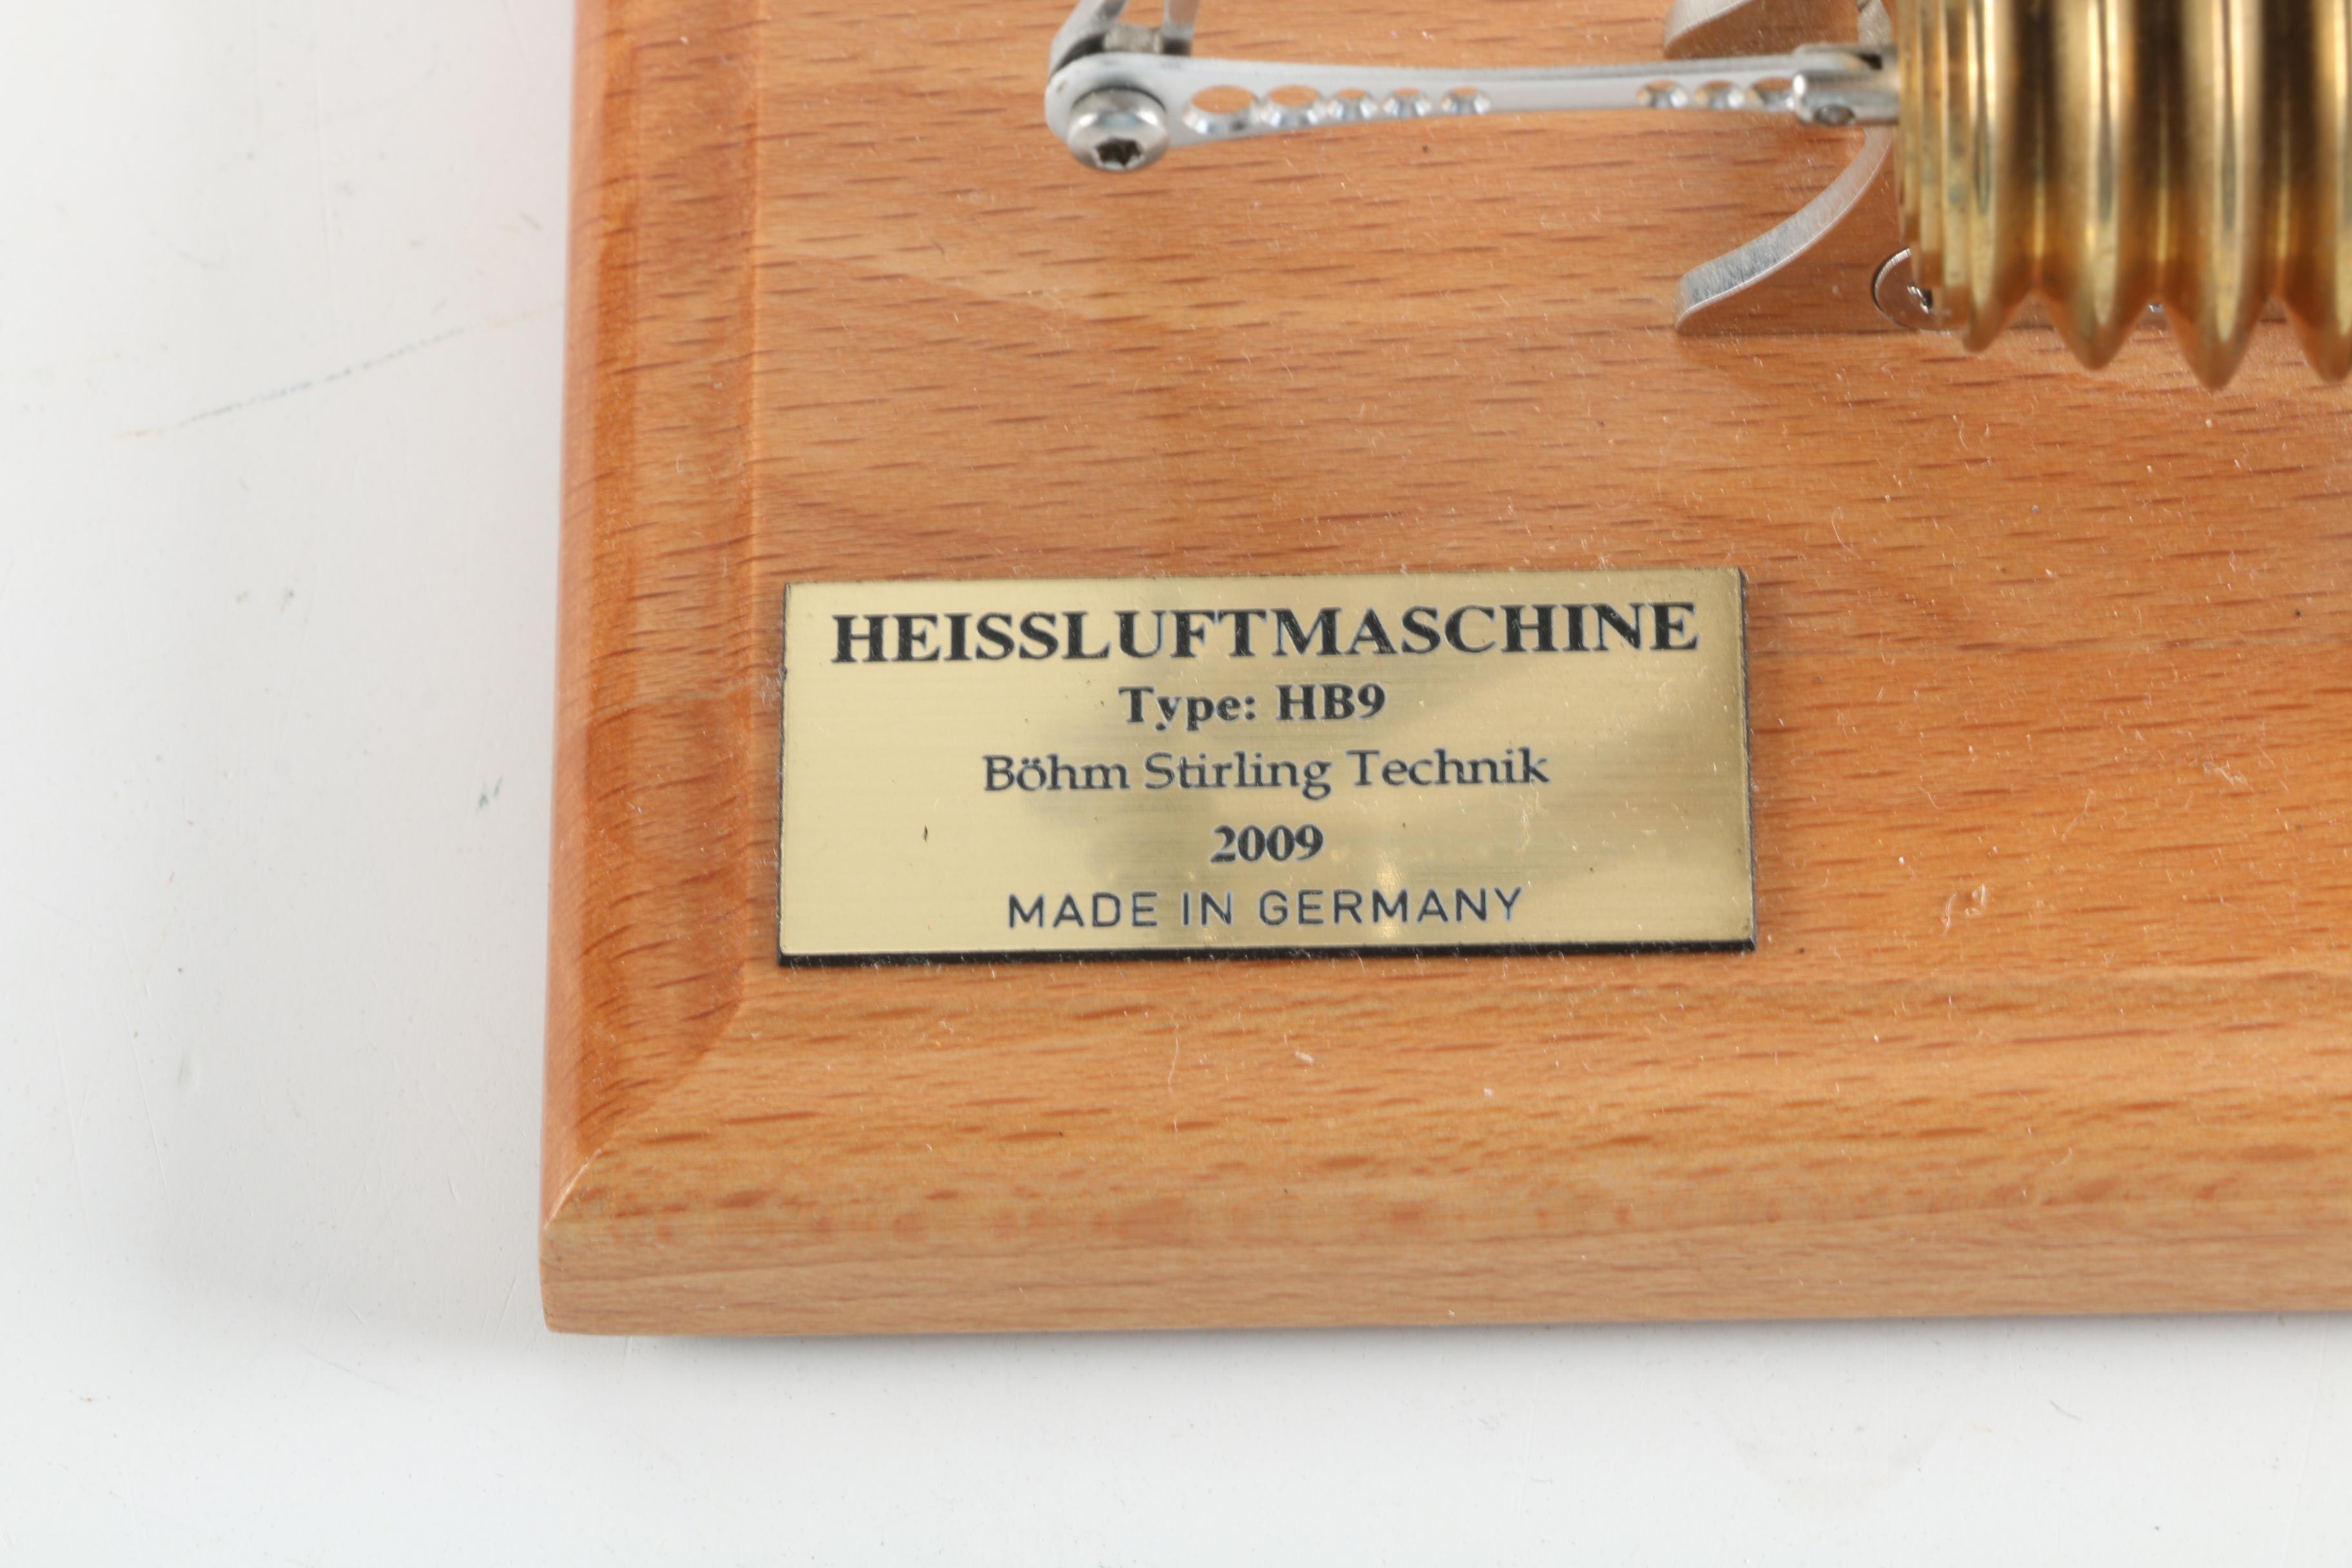 HEISSLUFTMASCHINE
Type: HB9
Böhm Stirling Technik
2009
MADE IN GERMANY